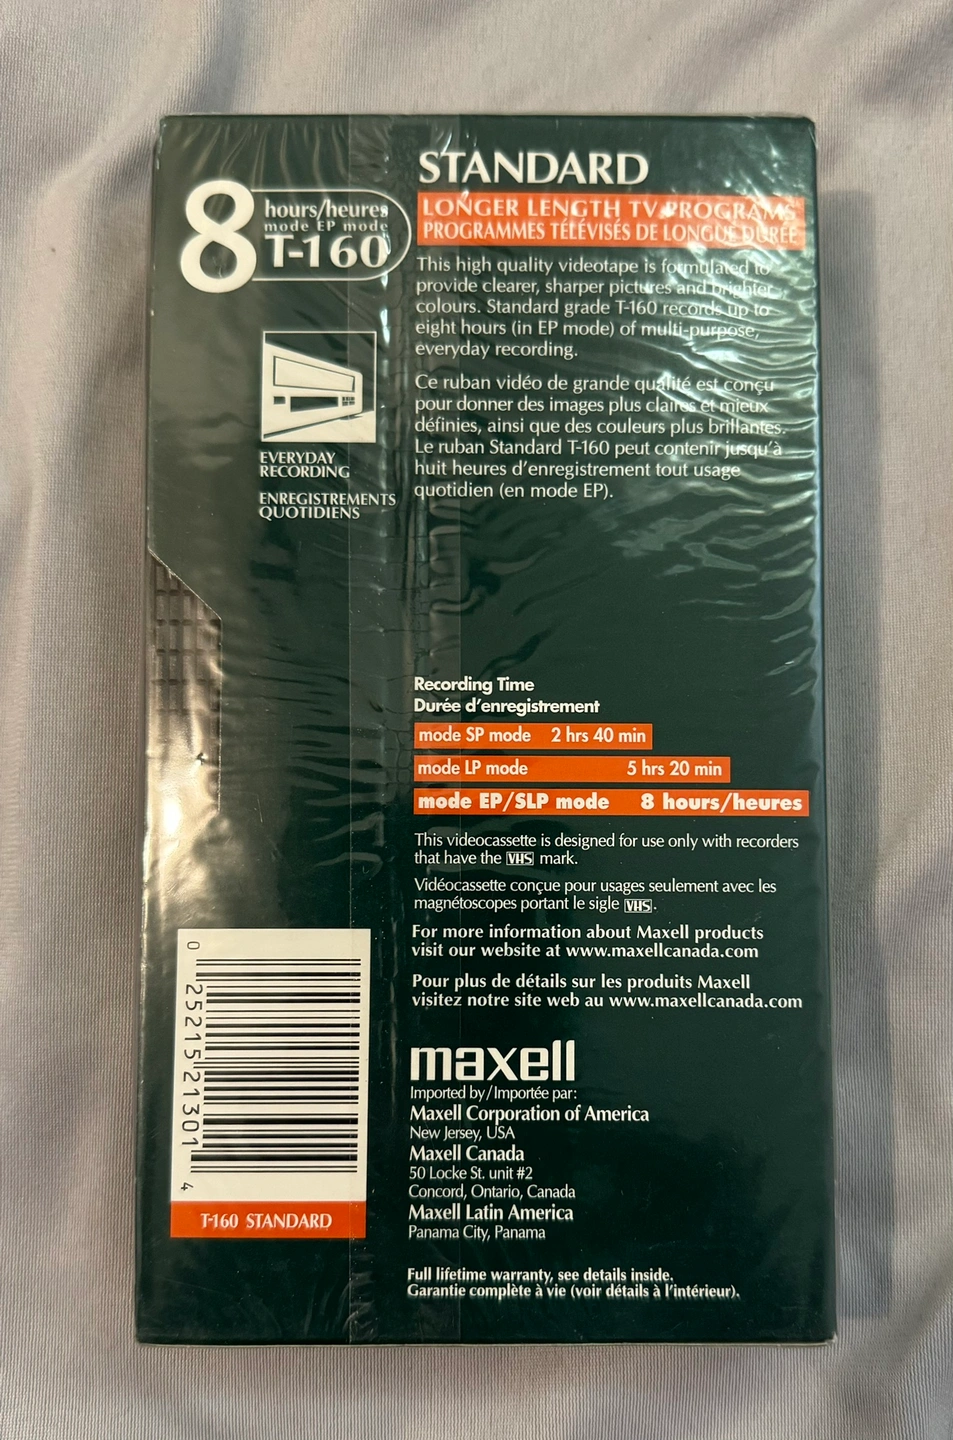 8 hours/heures
mode EP mode
T-160
EVERYDAY
RECORDING
ENREGISTREMENTS
QUOTIDIENS
STANDARD
LONGER LENGTH TV PROGRAMS
PROGRAMMES TÉLÉVISÉS DE LONGUE DURÉE
This high quality videotape is formulated to
provide clearer, sharper pictures and brighter
colours. Standard grade T-160 records up to
eight hours (in EP mode) of multi-purpose,
everyday recording.
Ce ruban vidéo de grande qualité est conçu
pour donner des images plus claires et mieux
définies, ainsi que des couleurs plus brillantes.
Le ruban Standard T-160 peut contenir jusqu'à
huit heures d'enregistrement tout usage
quotidien (en mode EP).
Recording Time
Durée d'enregistrement
mode SP mode 2 hrs 40 min
mode LP mode 5 hrs 20 min
mode EP/SLP mode 8 hours/heures
This videocassette is designed for use only with recorders
that have the VHS mark.
Vidéocassette conçue pour usages seulement avec les
magnétoscopes portant le sigle VHS.
For more information about Maxell products
visit our website at www.maxellcanada.com
Pour plus de détails sur les produits Maxell
visitez notre site web au www.maxellcanada.com
maxell
Imported by/Importée par:
Maxell Corporation of America
New Jersey, USA
Maxell Canada
50 Locke St. unit #2
Concord, Ontario, Canada
Maxell Latin America
Panama City, Panama
Full lifetime warranty, see details inside.
Garantie complète à vie (voir détails à l'intérieur).
0 25215 21301 4
T-160 STANDARD